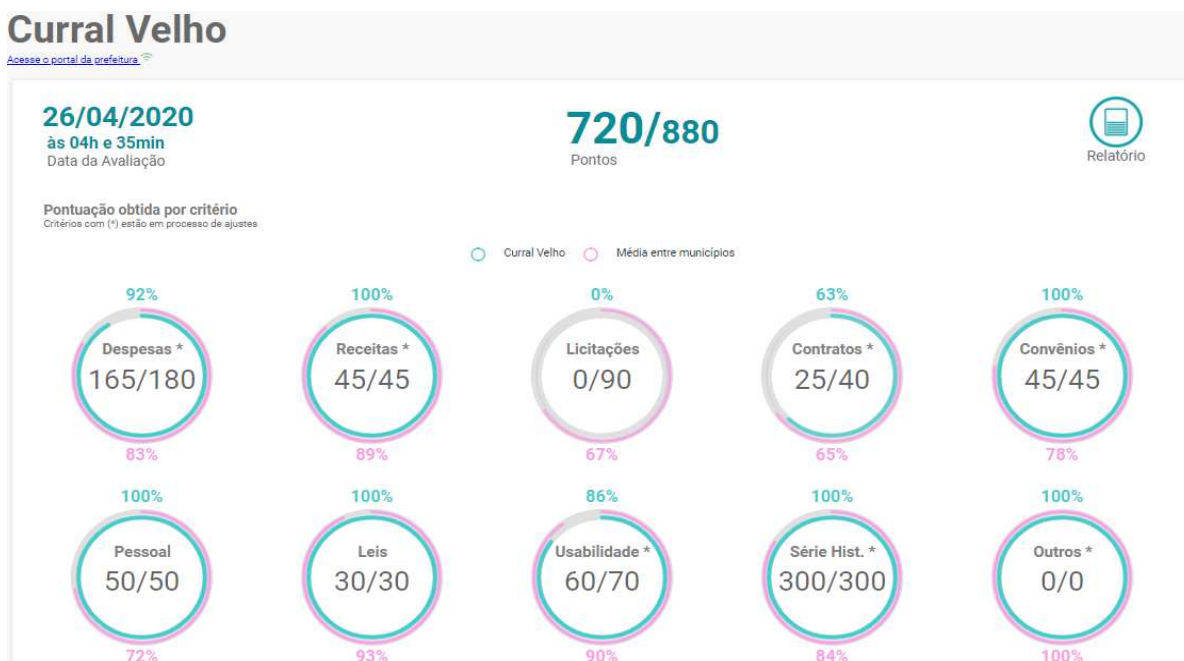 Curral Velho
Acesse o portal da prefeitura
26/04/2020
às 04h e 35min
Data da Avaliação
720/880
Pontos
Relatório
Pontuação obtida por critério
Critérios com (*) estão em processo de ajustes
Curral Velho Média entre municípios
92% 100% 0% 63% 100%
Despesas * Receitas * Licitações Contratos * Convênios *
165/180 45/45 0/90 25/40 45/45
83% 89% 67% 65% 78%
100% 100% 86% 100% 100%
Pessoal Leis Usabilidade * Série Hist. * Outros *
50/50 30/30 60/70 300/300 0/0
72% 93% 90% 84% 100%